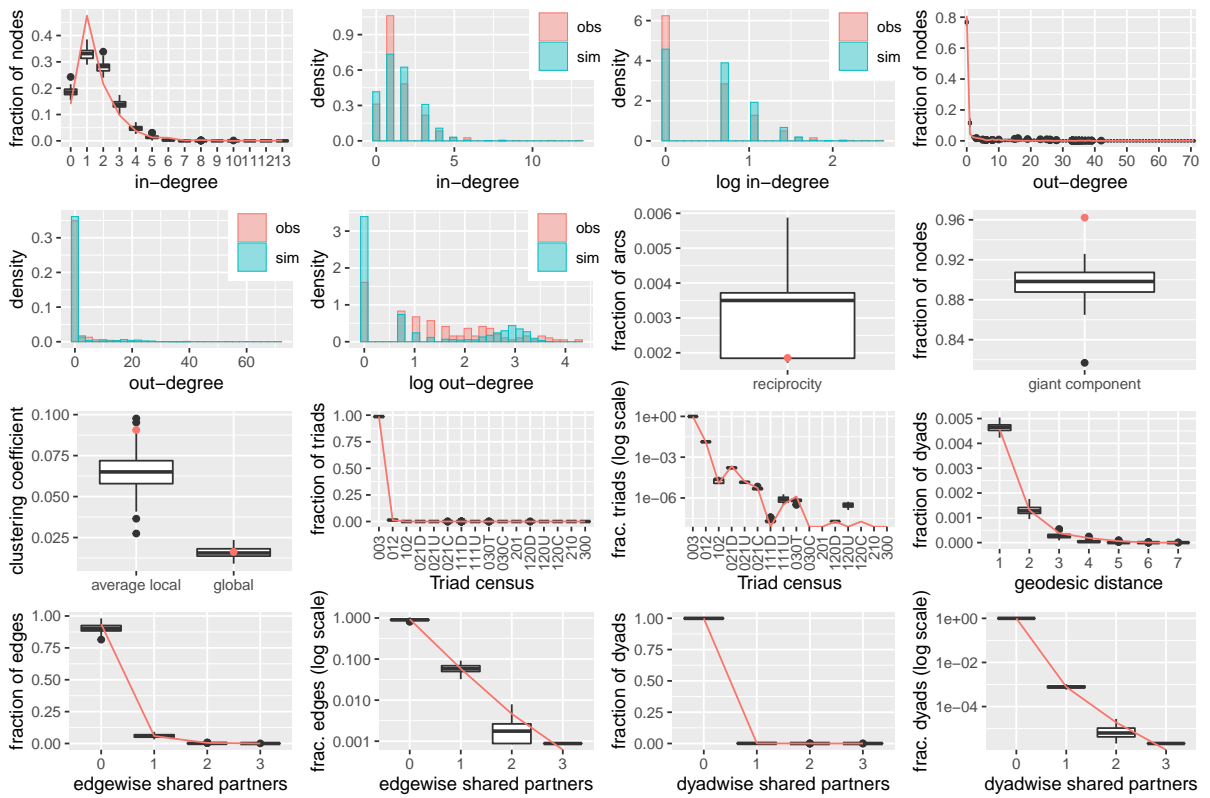 fraction of nodes
0.4
0.3
0.2
0.1
0.0
0 1 2 3 4 5 6 7 8 9 10 11 12 13
in-degree
density
0.9
0.6
0.3
0.0
obs
sim
0 5 10
in-degree
density
6
4
2
0
obs
sim
0 1 2
log in-degree
fraction of nodes
0.8
0.6
0.4
0.2
0.0
0 10 20 30 40 50 60 70
out-degree
density
0.3
0.2
0.1
0.0
obs
sim
0 20 40 60
out-degree
density
3
2
1
0
obs
sim
0 1 2 3 4
log out-degree
fraction of arcs
0.006
0.005
0.004
0.003
0.002
reciprocity
fraction of nodes
0.96
0.92
0.88
0.84
giant component
clustering coefficient
0.100
0.075
0.050
0.025
average local global
fraction of triads
1.00
0.75
0.50
0.25
0.00
003 012 102 021D 021U 021C 111D 111U 030T 030C 201 120D 120U 120C 210 300
Triad census
frac. triads (log scale)
1e+00
1e-03
1e-06
003 012 102 021D 021U 021C 111D 111U 030T 030C 201 120D 120U 120C 210 300
Triad census
fraction of dyads
0.005
0.004
0.003
0.002
0.001
0.000
1 2 3 4 5 6 7
geodesic distance
fraction of edges
1.00
0.75
0.50
0.25
0.00
0 1 2 3
edgewise shared partners
frac. edges (log scale)
1.000
0.100
0.010
0.001
0 1 2 3
edgewise shared partners
fraction of dyads
1.00
0.75
0.50
0.25
0.00
0 1 2 3
dyadwise shared partners
frac. dyads (log scale)
1e+00
1e-02
1e-04
0 1 2 3
dyadwise shared partners